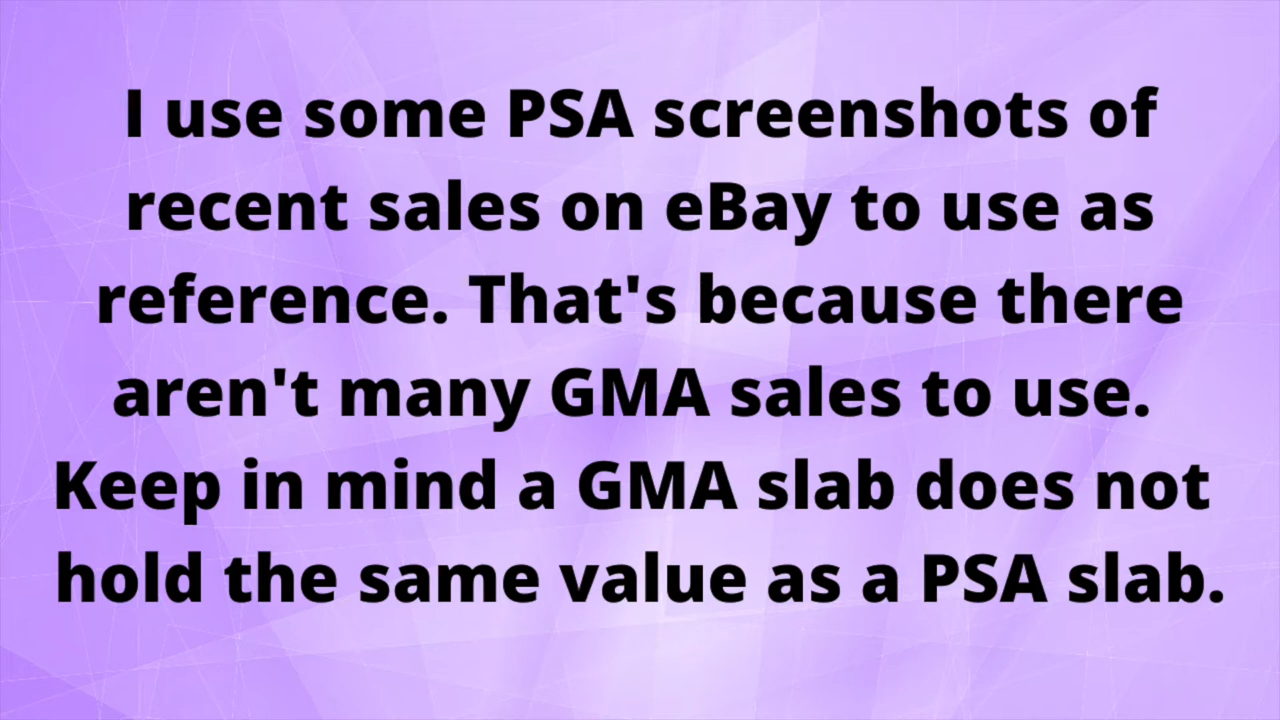 I use some PSA screenshots of
recent sales on eBay to use as
reference. That's because there
aren't many GMA sales to use.
Keep in mind a GMA slab does not
hold the same value as a PSA slab.